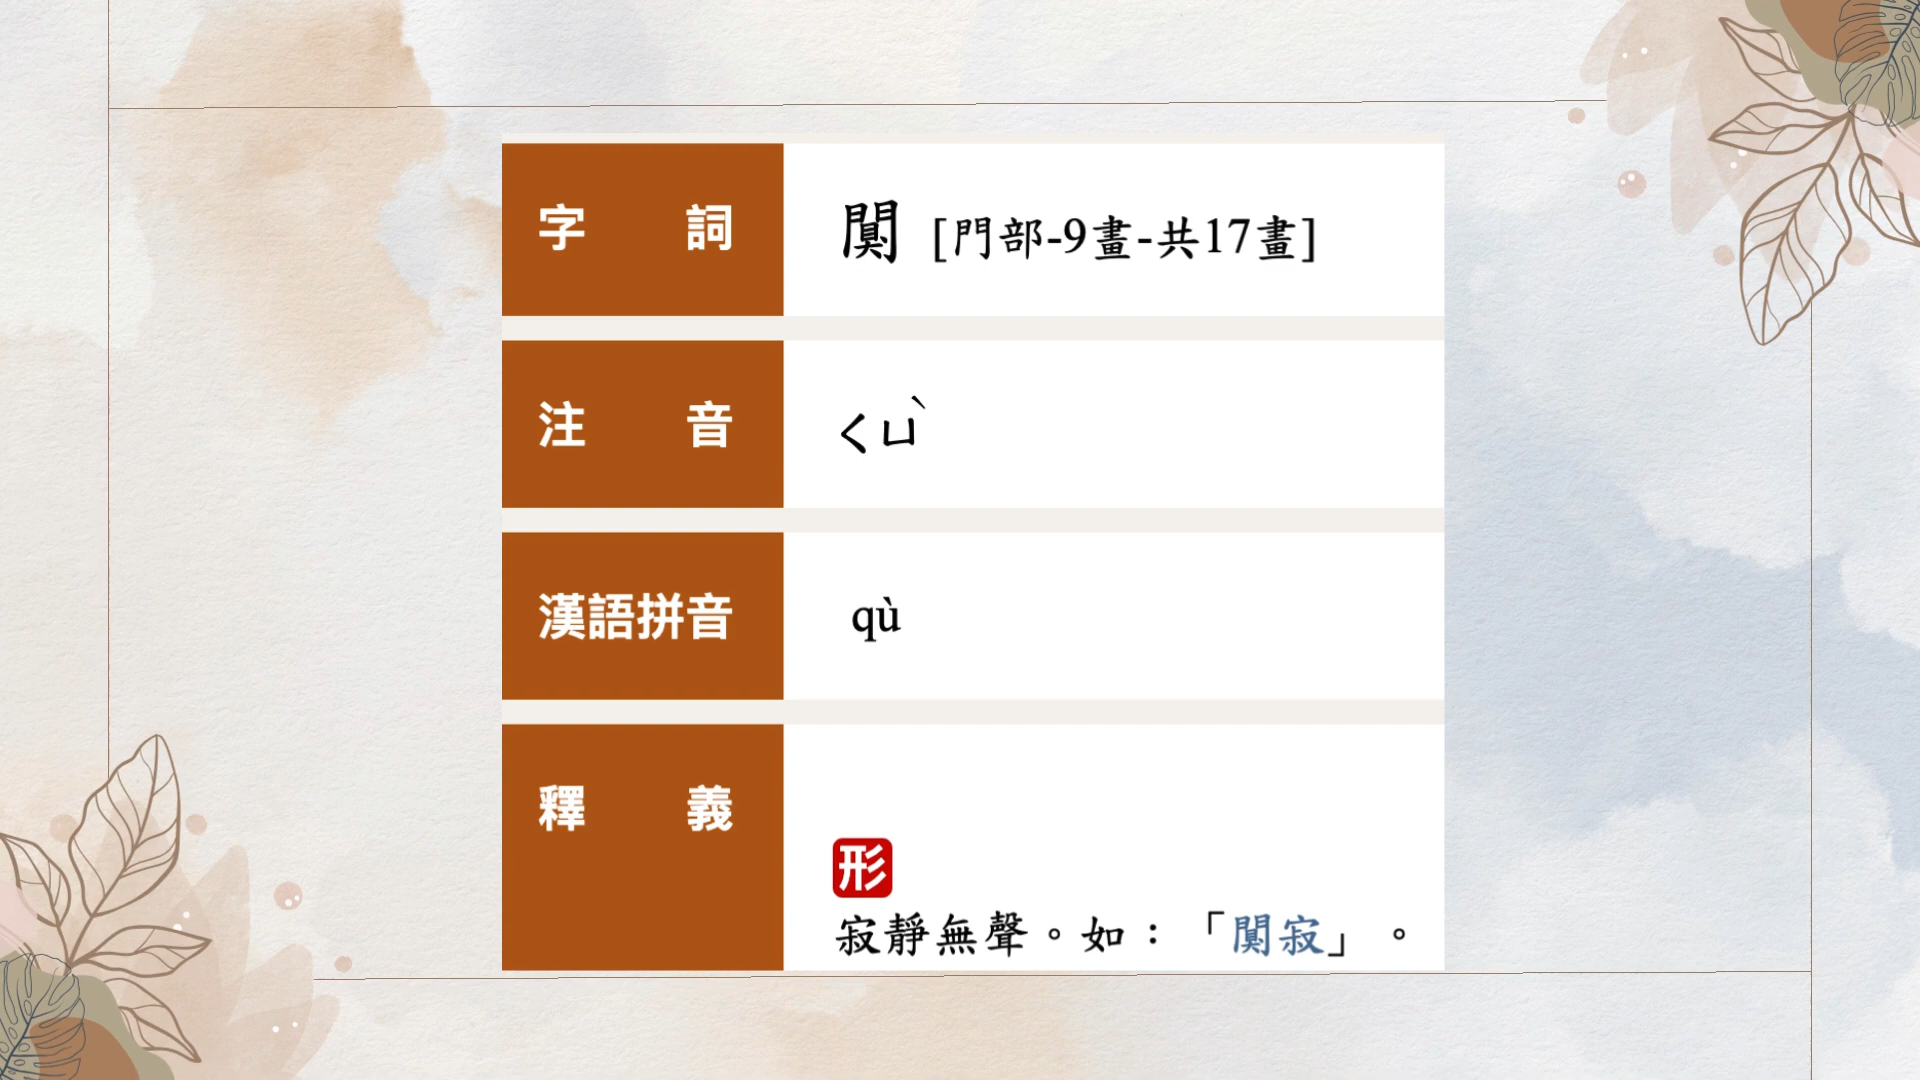 字詞 闃 [門部-9畫-共17畫]
注音 ㄑㄩˋ
漢語拼音 qù
釋義
形
寂靜無聲。如：「闃寂」。